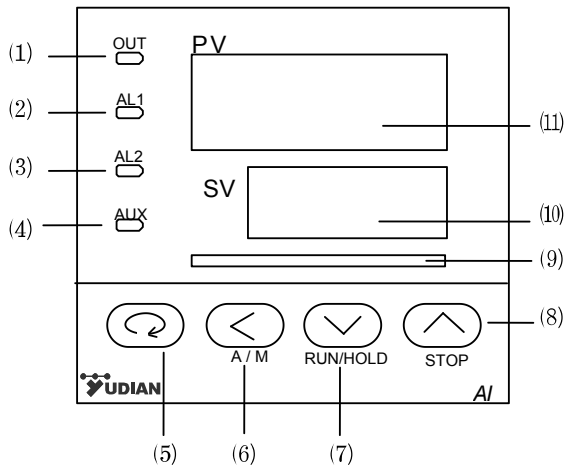 OUT PV
(1)
AL1
(2)
(11)
AL2
(3)
SV
AUX
(10)
(4)
(9)
(8)
A / M RUN/HOLD STOP
YUDIAN
AI
(5) (6) (7)